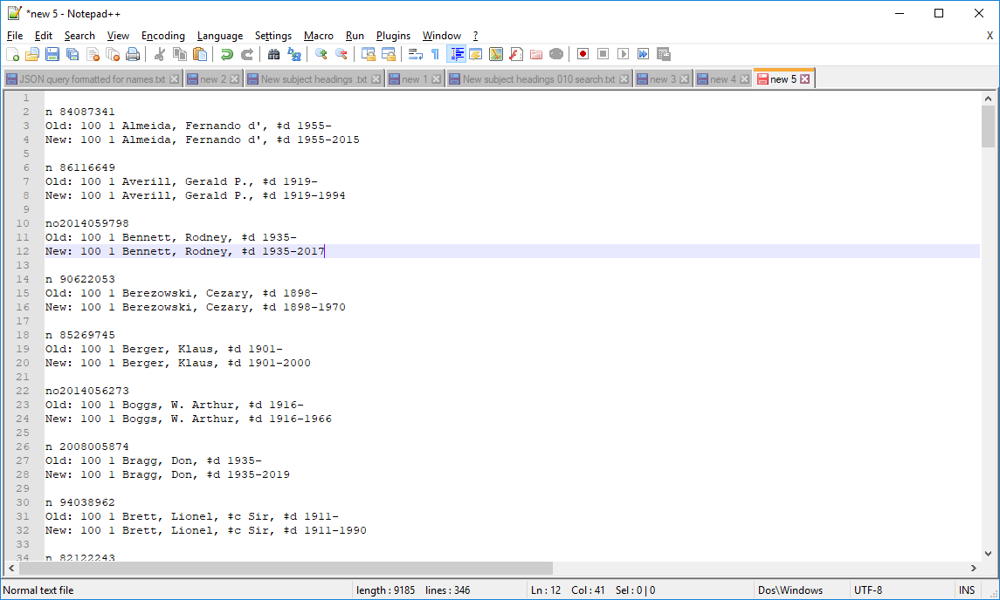 *new 5 - Notepad++
File Edit Search View Encoding Language Settings Macro Run Plugins Window ? X
JSON query formatted for names.txt new 2 New subject headings .txt new 1 New subject headings 010 search.txt new 3 new 4 new 5
1
2 n 84087341
3 Old: 100 1 Almeida, Fernando d', ‡d 1955-
4 New: 100 1 Almeida, Fernando d', ‡d 1955-2015
5
6 n 86116649
7 Old: 100 1 Averill, Gerald P., ‡d 1919-
8 New: 100 1 Averill, Gerald P., ‡d 1919-1994
9
10 no2014059798
11 Old: 100 1 Bennett, Rodney, ‡d 1935-
12 New: 100 1 Bennett, Rodney, ‡d 1935-2017
13
14 n 90622053
15 Old: 100 1 Berezowski, Cezary, ‡d 1898-
16 New: 100 1 Berezowski, Cezary, ‡d 1898-1970
17
18 n 85269745
19 Old: 100 1 Berger, Klaus, ‡d 1901-
20 New: 100 1 Berger, Klaus, ‡d 1901-2000
21
22 no2014056273
23 Old: 100 1 Boggs, W. Arthur, ‡d 1916-
24 New: 100 1 Boggs, W. Arthur, ‡d 1916-1966
25
26 n 2008005874
27 Old: 100 1 Bragg, Don, ‡d 1935-
28 New: 100 1 Bragg, Don, ‡d 1935-2019
29
30 n 94038962
31 Old: 100 1 Brett, Lionel, ‡c Sir, ‡d 1911-
32 New: 100 1 Brett, Lionel, ‡c Sir, ‡d 1911-1990
33
34 n 82122243
Normal text file length : 9185 lines : 346 Ln : 12 Col : 41 Sel : 0 | 0 Dos\Windows UTF-8 INS